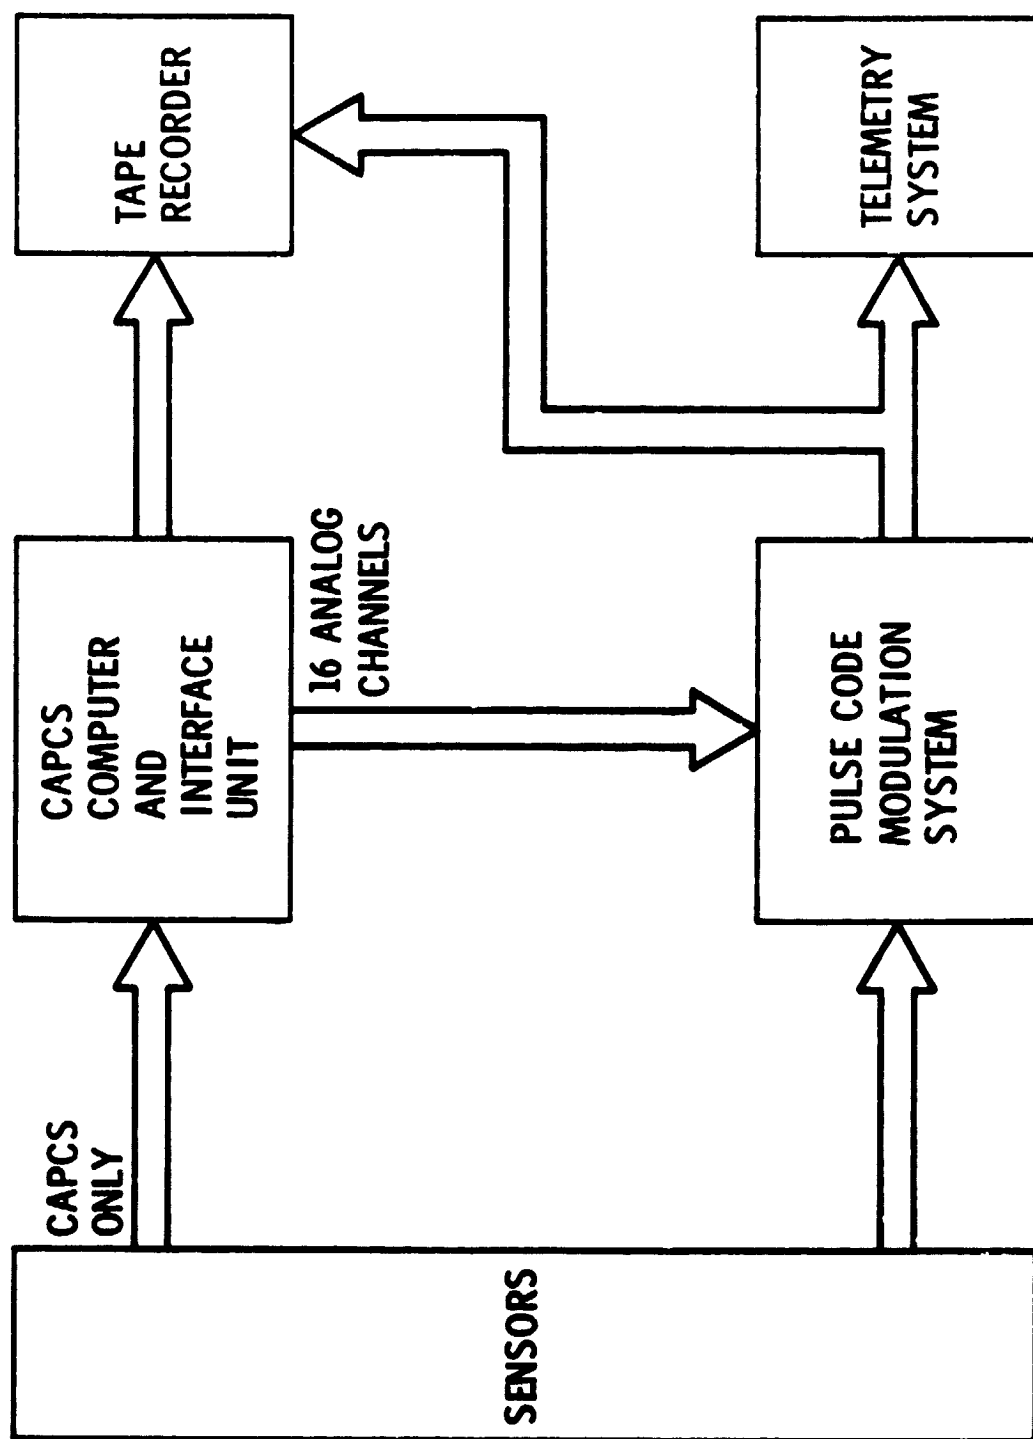 SENSORS
CAPCS
ONLY
CAPCS
COMPUTER
AND
INTERFACE
UNIT
16 ANALOG
CHANNELS
TAPE
RECORDER
PULSE CODE
MODULATION
SYSTEM
TELEMETRY
SYSTEM